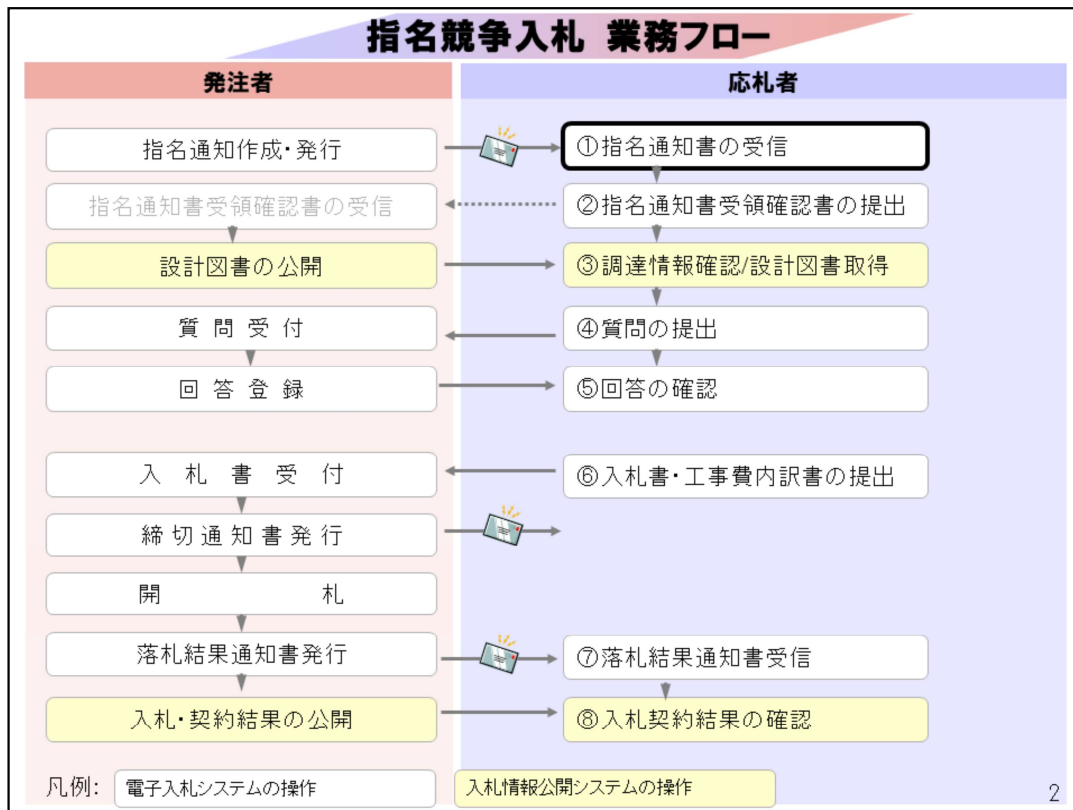 指名競争入札 業務フロー
発注者
応札者
指名通知作成・発行
①指名通知書の受信
指名通知書受領確認書の受信
②指名通知書受領確認書の提出
設計図書の公開
③調達情報確認/設計図書取得
質 問 受 付
④質問の提出
回 答 登 録
⑤回答の確認
入 札 書 受 付
⑥入札書・工事費内訳書の提出
締 切 通 知 書 発 行
開 札
落札結果通知書発行
⑦落札結果通知書受信
入札・契約結果の公開
⑧入札契約結果の確認
凡例: 電子入札システムの操作 入札情報公開システムの操作
2